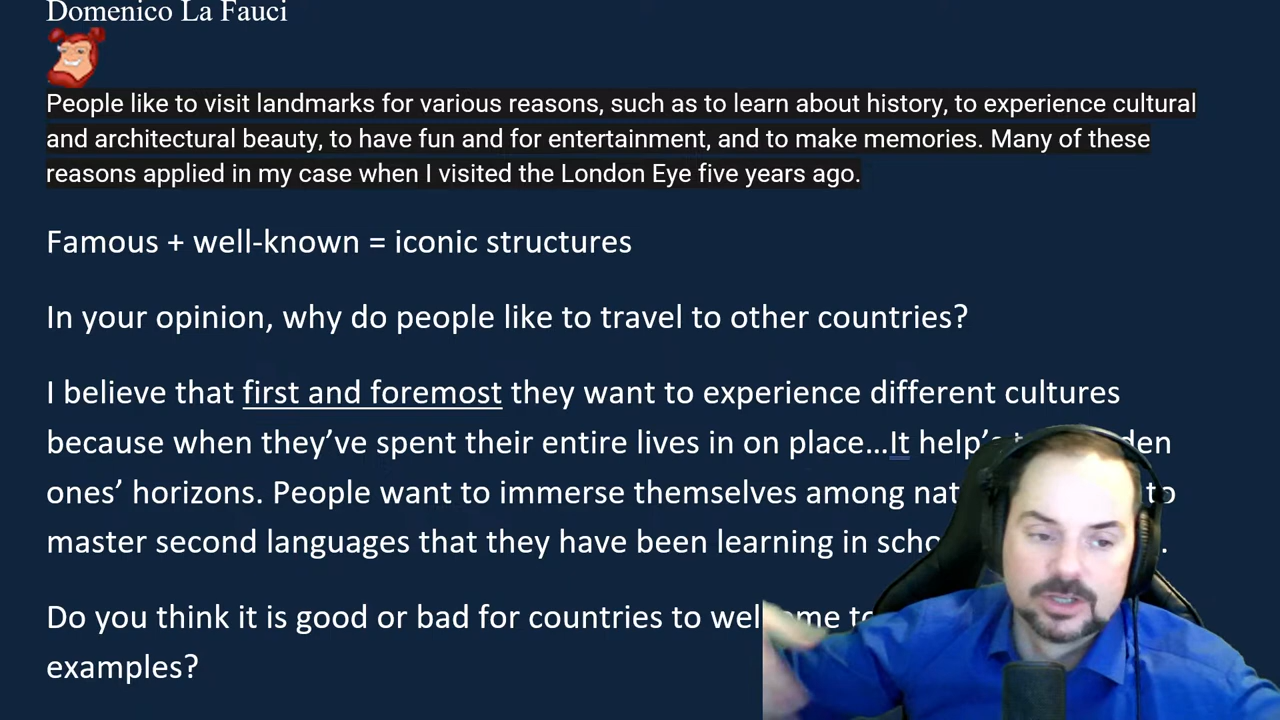 Domenico La Fauci
People like to visit landmarks for various reasons, such as to learn about history, to experience cultural
and architectural beauty, to have fun and for entertainment, and to make memories. Many of these
reasons applied in my case when I visited the London Eye five years ago.
Famous + well-known = iconic structures
In your opinion, why do people like to travel to other countries?
I believe that first and foremost they want to experience different cultures
because when they’ve spent their entire lives in on place...It help’s
ones’ horizons. People want to immerse themselves among to
master second languages that they have been learning in
Do you think it is good or bad for countries to
examples?